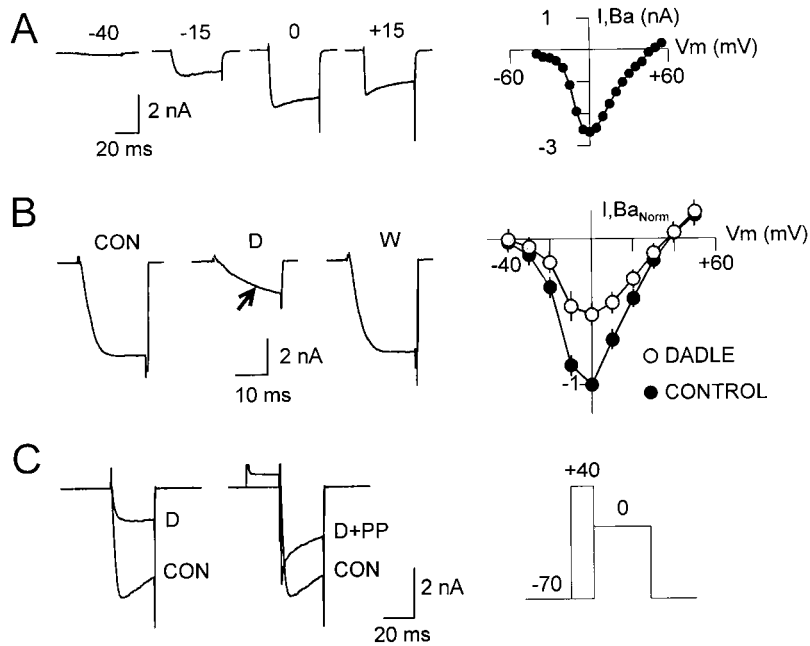 A
-40
-15
0
+15
2 nA
20 ms
1
I,Ba (nA)
Vm (mV)
-60
+60
-3
B
CON
D
W
2 nA
10 ms
I,BaNorm
Vm (mV)
-40
+60
-1
DADLE
CONTROL
C
D
CON
D+PP
CON
2 nA
20 ms
+40
0
-70